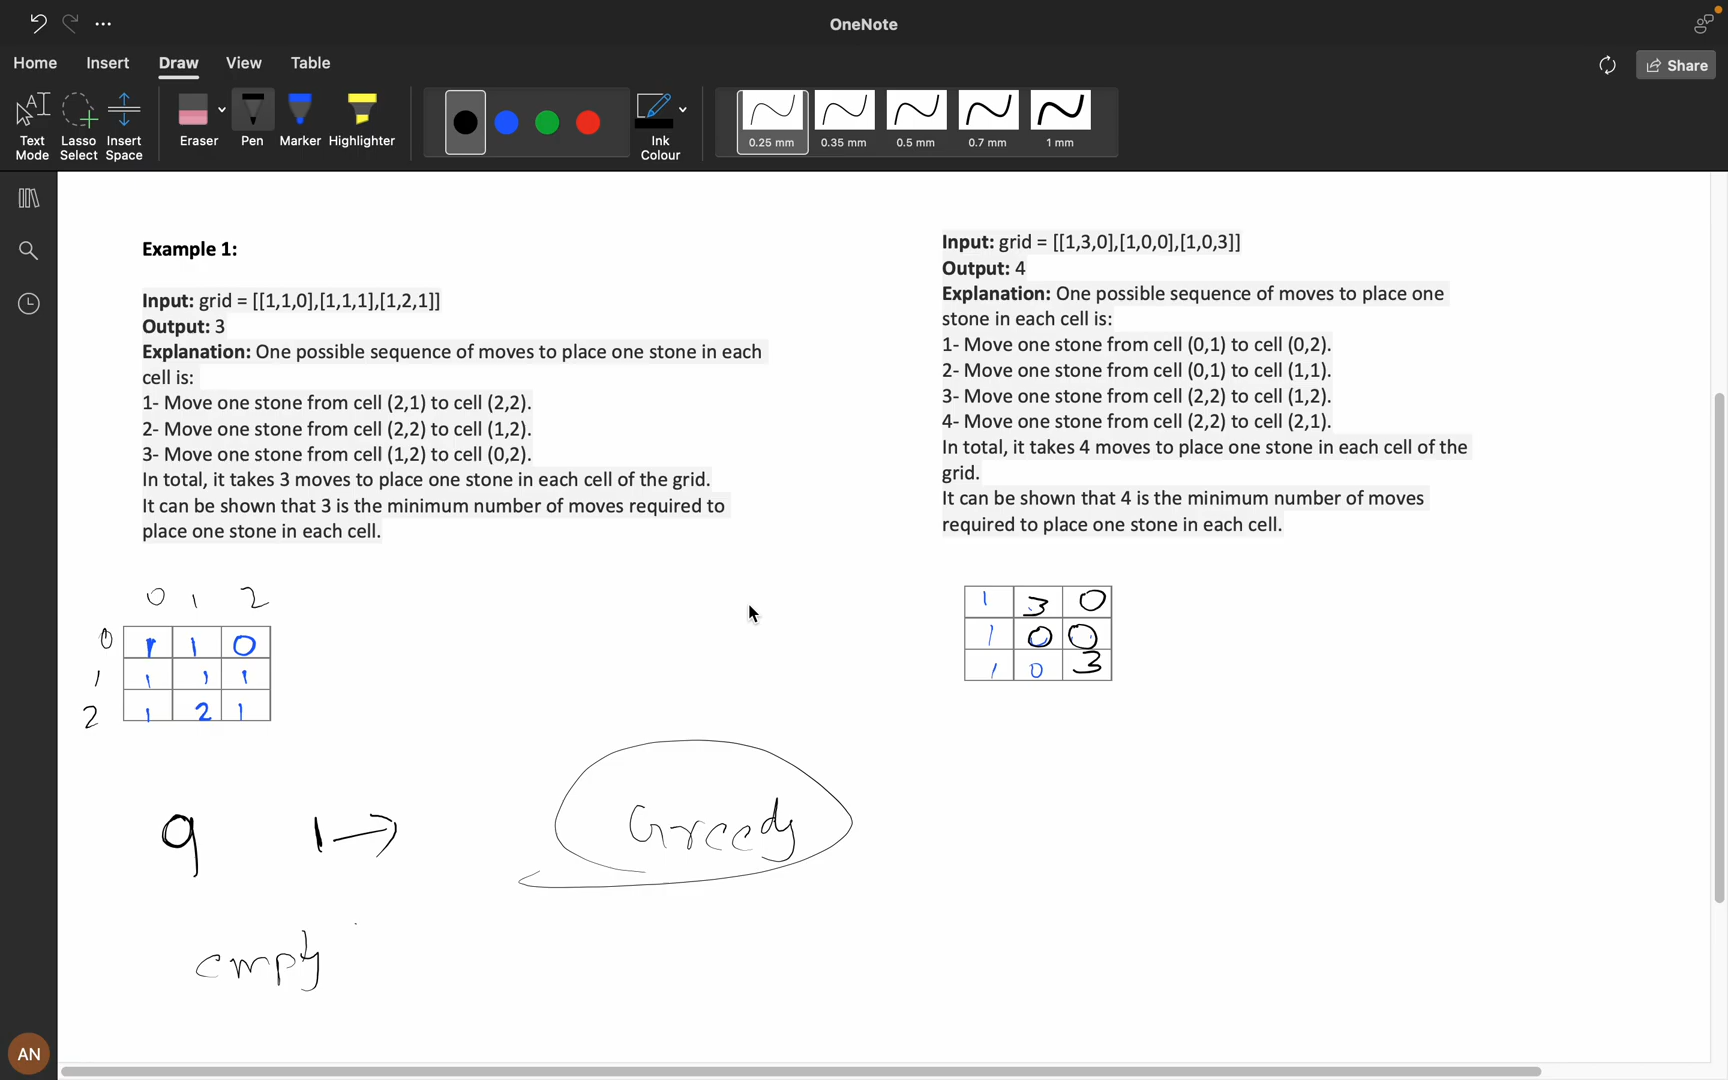 OneNote
Home Insert Draw View Table
Share
Text Mode
Lasso Select
Insert Space
Eraser
Pen
Marker
Highlighter
Ink Colour
0.25 mm
0.35 mm
0.5 mm
0.7 mm
1 mm
Example 1:
Input: grid = [[1,1,0],[1,1,1],[1,2,1]]
Output: 3
Explanation: One possible sequence of moves to place one stone in each
cell is:
1- Move one stone from cell (2,1) to cell (2,2).
2- Move one stone from cell (2,2) to cell (1,2).
3- Move one stone from cell (1,2) to cell (0,2).
In total, it takes 3 moves to place one stone in each cell of the grid.
It can be shown that 3 is the minimum number of moves required to
place one stone in each cell.
0 1 2
0 1 1 0
1 1 1 1
2 1 2 1
9 1 →
Greedy
empty
Input: grid = [[1,3,0],[1,0,0],[1,0,3]]
Output: 4
Explanation: One possible sequence of moves to place one
stone in each cell is:
1- Move one stone from cell (0,1) to cell (0,2).
2- Move one stone from cell (0,1) to cell (1,1).
3- Move one stone from cell (2,2) to cell (1,2).
4- Move one stone from cell (2,2) to cell (2,1).
In total, it takes 4 moves to place one stone in each cell of the
grid.
It can be shown that 4 is the minimum number of moves
required to place one stone in each cell.
1 3 0
1 0 0
1 0 3
AN